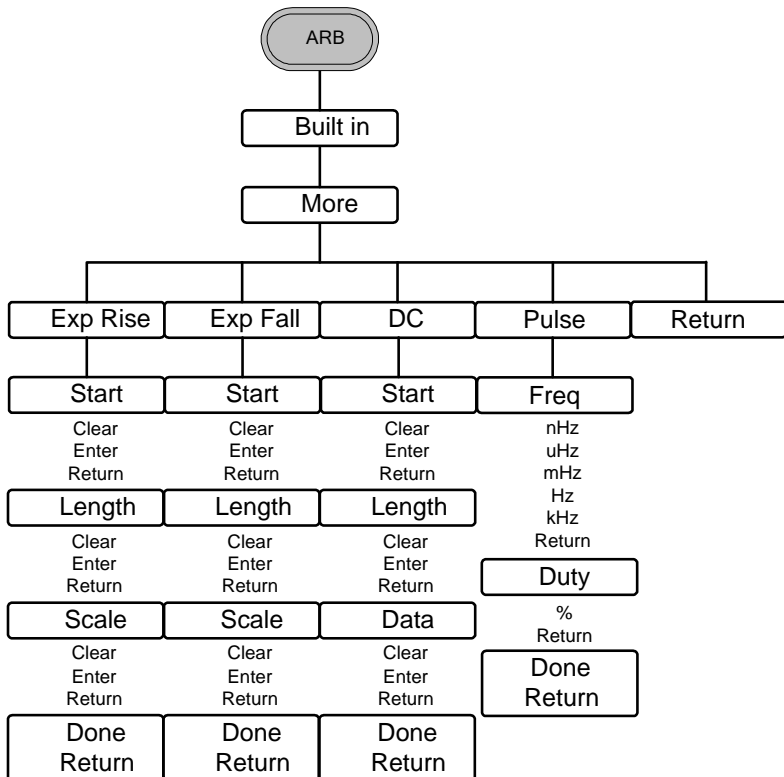 ARB
Built in
More
Exp Rise
Exp Fall
DC
Pulse
Return
Start
Clear
Enter
Return
Length
Clear
Enter
Return
Scale
Clear
Enter
Return
Done
Return
Start
Clear
Enter
Return
Length
Clear
Enter
Return
Scale
Clear
Enter
Return
Done
Return
Start
Clear
Enter
Return
Length
Clear
Enter
Return
Data
Clear
Enter
Return
Done
Return
Freq
nHz
uHz
mHz
Hz
kHz
Return
Duty
%
Return
Done
Return